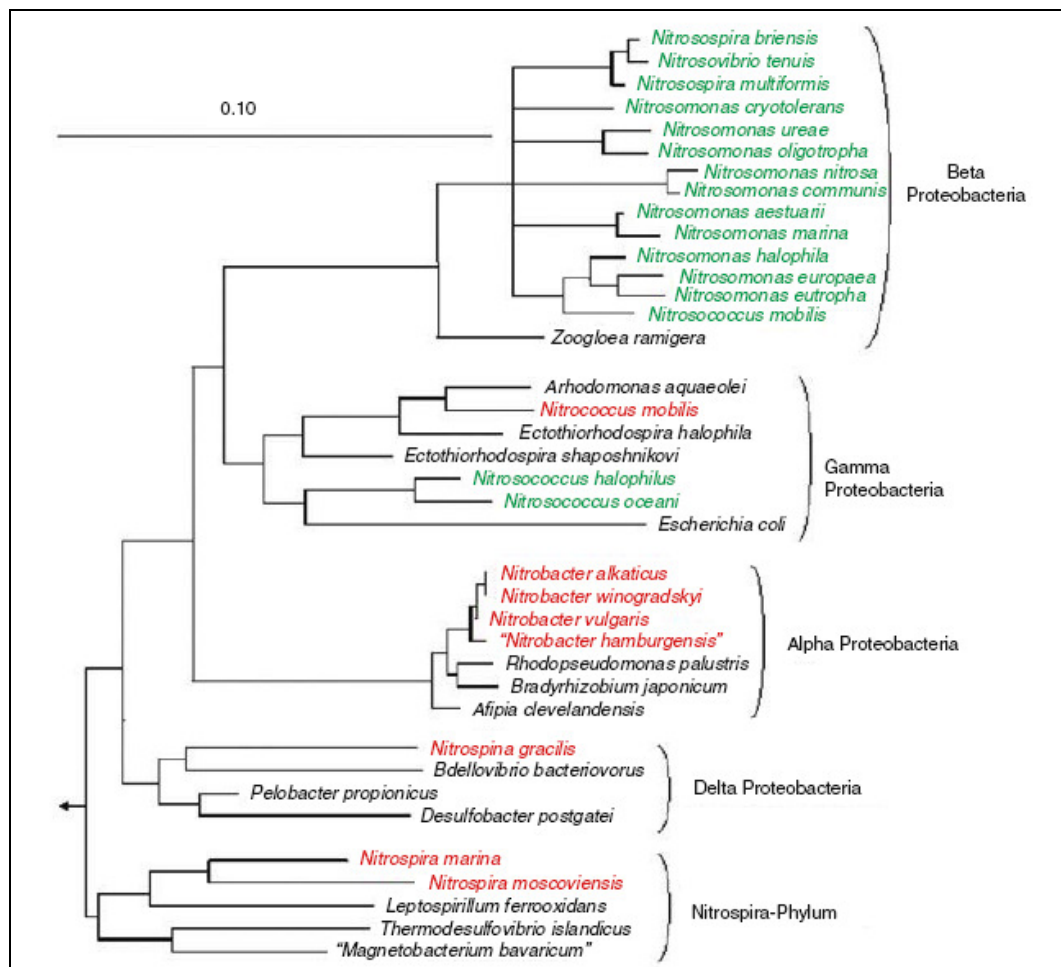 0.10
Nitrosospira briensis
Nitrosovibrio tenuis
Nitrosospira multiformis
Nitrosomonas cryotolerans
Nitrosomonas ureae
Nitrosomonas oligotropha
Nitrosomonas nitrosa
Nitrosomonas communis
Nitrosomonas aestuarii
Nitrosomonas marina
Nitrosomonas halophila
Nitrosomonas europaea
Nitrosomonas eutropha
Nitrosococcus mobilis
Zoogloea ramigera
Beta
Proteobacteria
Arhodomonas aquaeolei
Nitrococcus mobilis
Ectothiorhodospira halophila
Ectothiorhodospira shaposhnikovi
Nitrosococcus halophilus
Nitrosococcus oceani
Escherichia coli
Gamma
Proteobacteria
Nitrobacter alkaticus
Nitrobacter winogradskyi
Nitrobacter vulgaris
“Nitrobacter hamburgensis”
Rhodopseudomonas palustris
Bradyrhizobium japonicum
Afipia clevelandensis
Alpha Proteobacteria
Nitrospina gracilis
Bdellovibrio bacteriovorus
Pelobacter propionicus
Desulfobacter postgatei
Delta Proteobacteria
Nitrospira marina
Nitrospira moscoviensis
Leptospirillum ferrooxidans
Thermodesulfovibrio islandicus
“Magnetobacterium bavaricum”
Nitrospira-Phylum